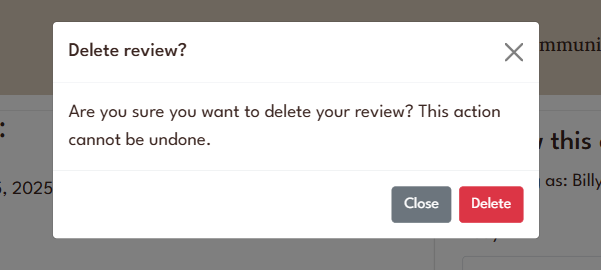 Delete review?
Are you sure you want to delete your review? This action
cannot be undone.
Close
Delete
5, 2025
this
as: Billy